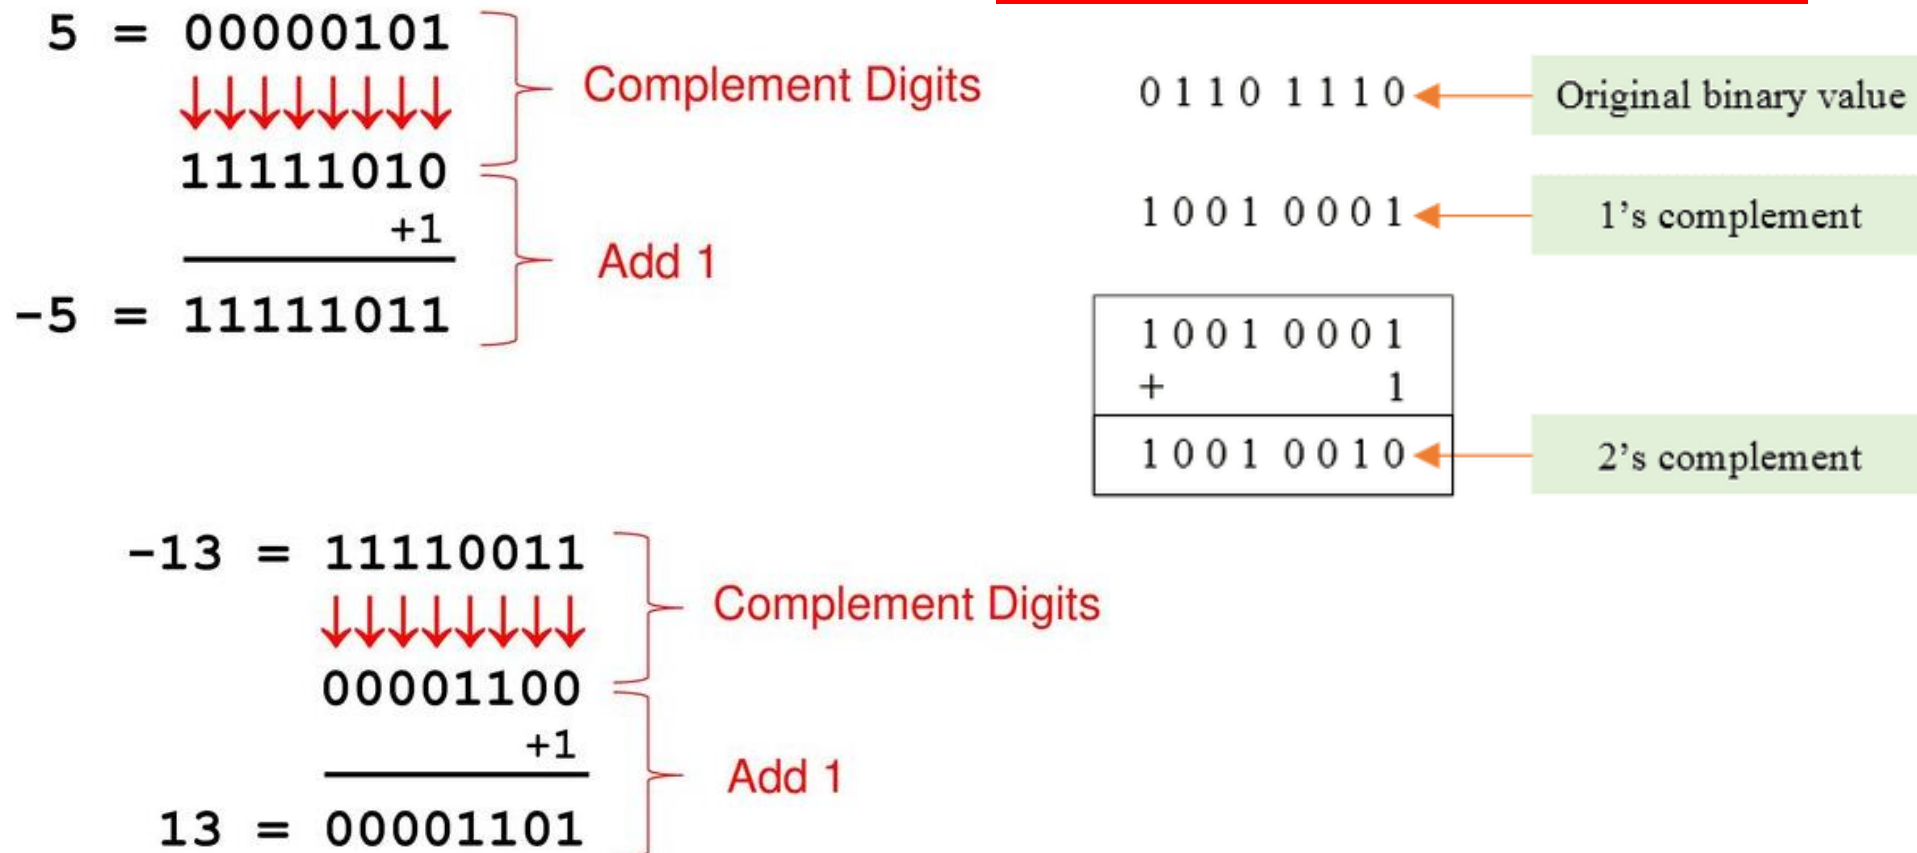 5 = 00000101
Complement Digits
11111010
+1
Add 1
-5 = 11111011
0 1 1 0 1 1 1 0
Original binary value
1 0 0 1 0 0 0 1
1's complement
1 0 0 1 0 0 0 1
+ 1
1 0 0 1 0 0 1 0
2's complement
-13 = 11110011
Complement Digits
00001100
+1
Add 1
13 = 00001101